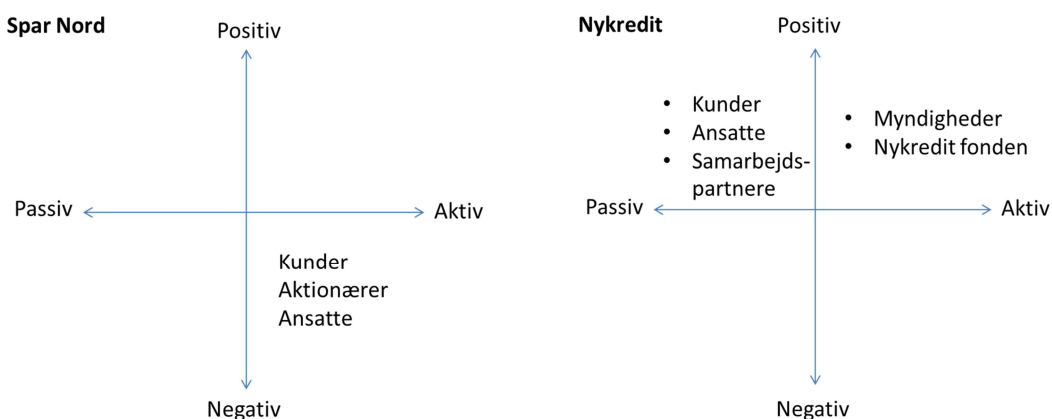 Spar Nord
Positiv
Passiv
Aktiv
Kunder
Aktionærer
Ansatte
Negativ
Nykredit
Positiv
• Kunder
• Ansatte
• Samarbejds-
partnere
• Myndigheder
• Nykredit fonden
Passiv
Aktiv
Negativ